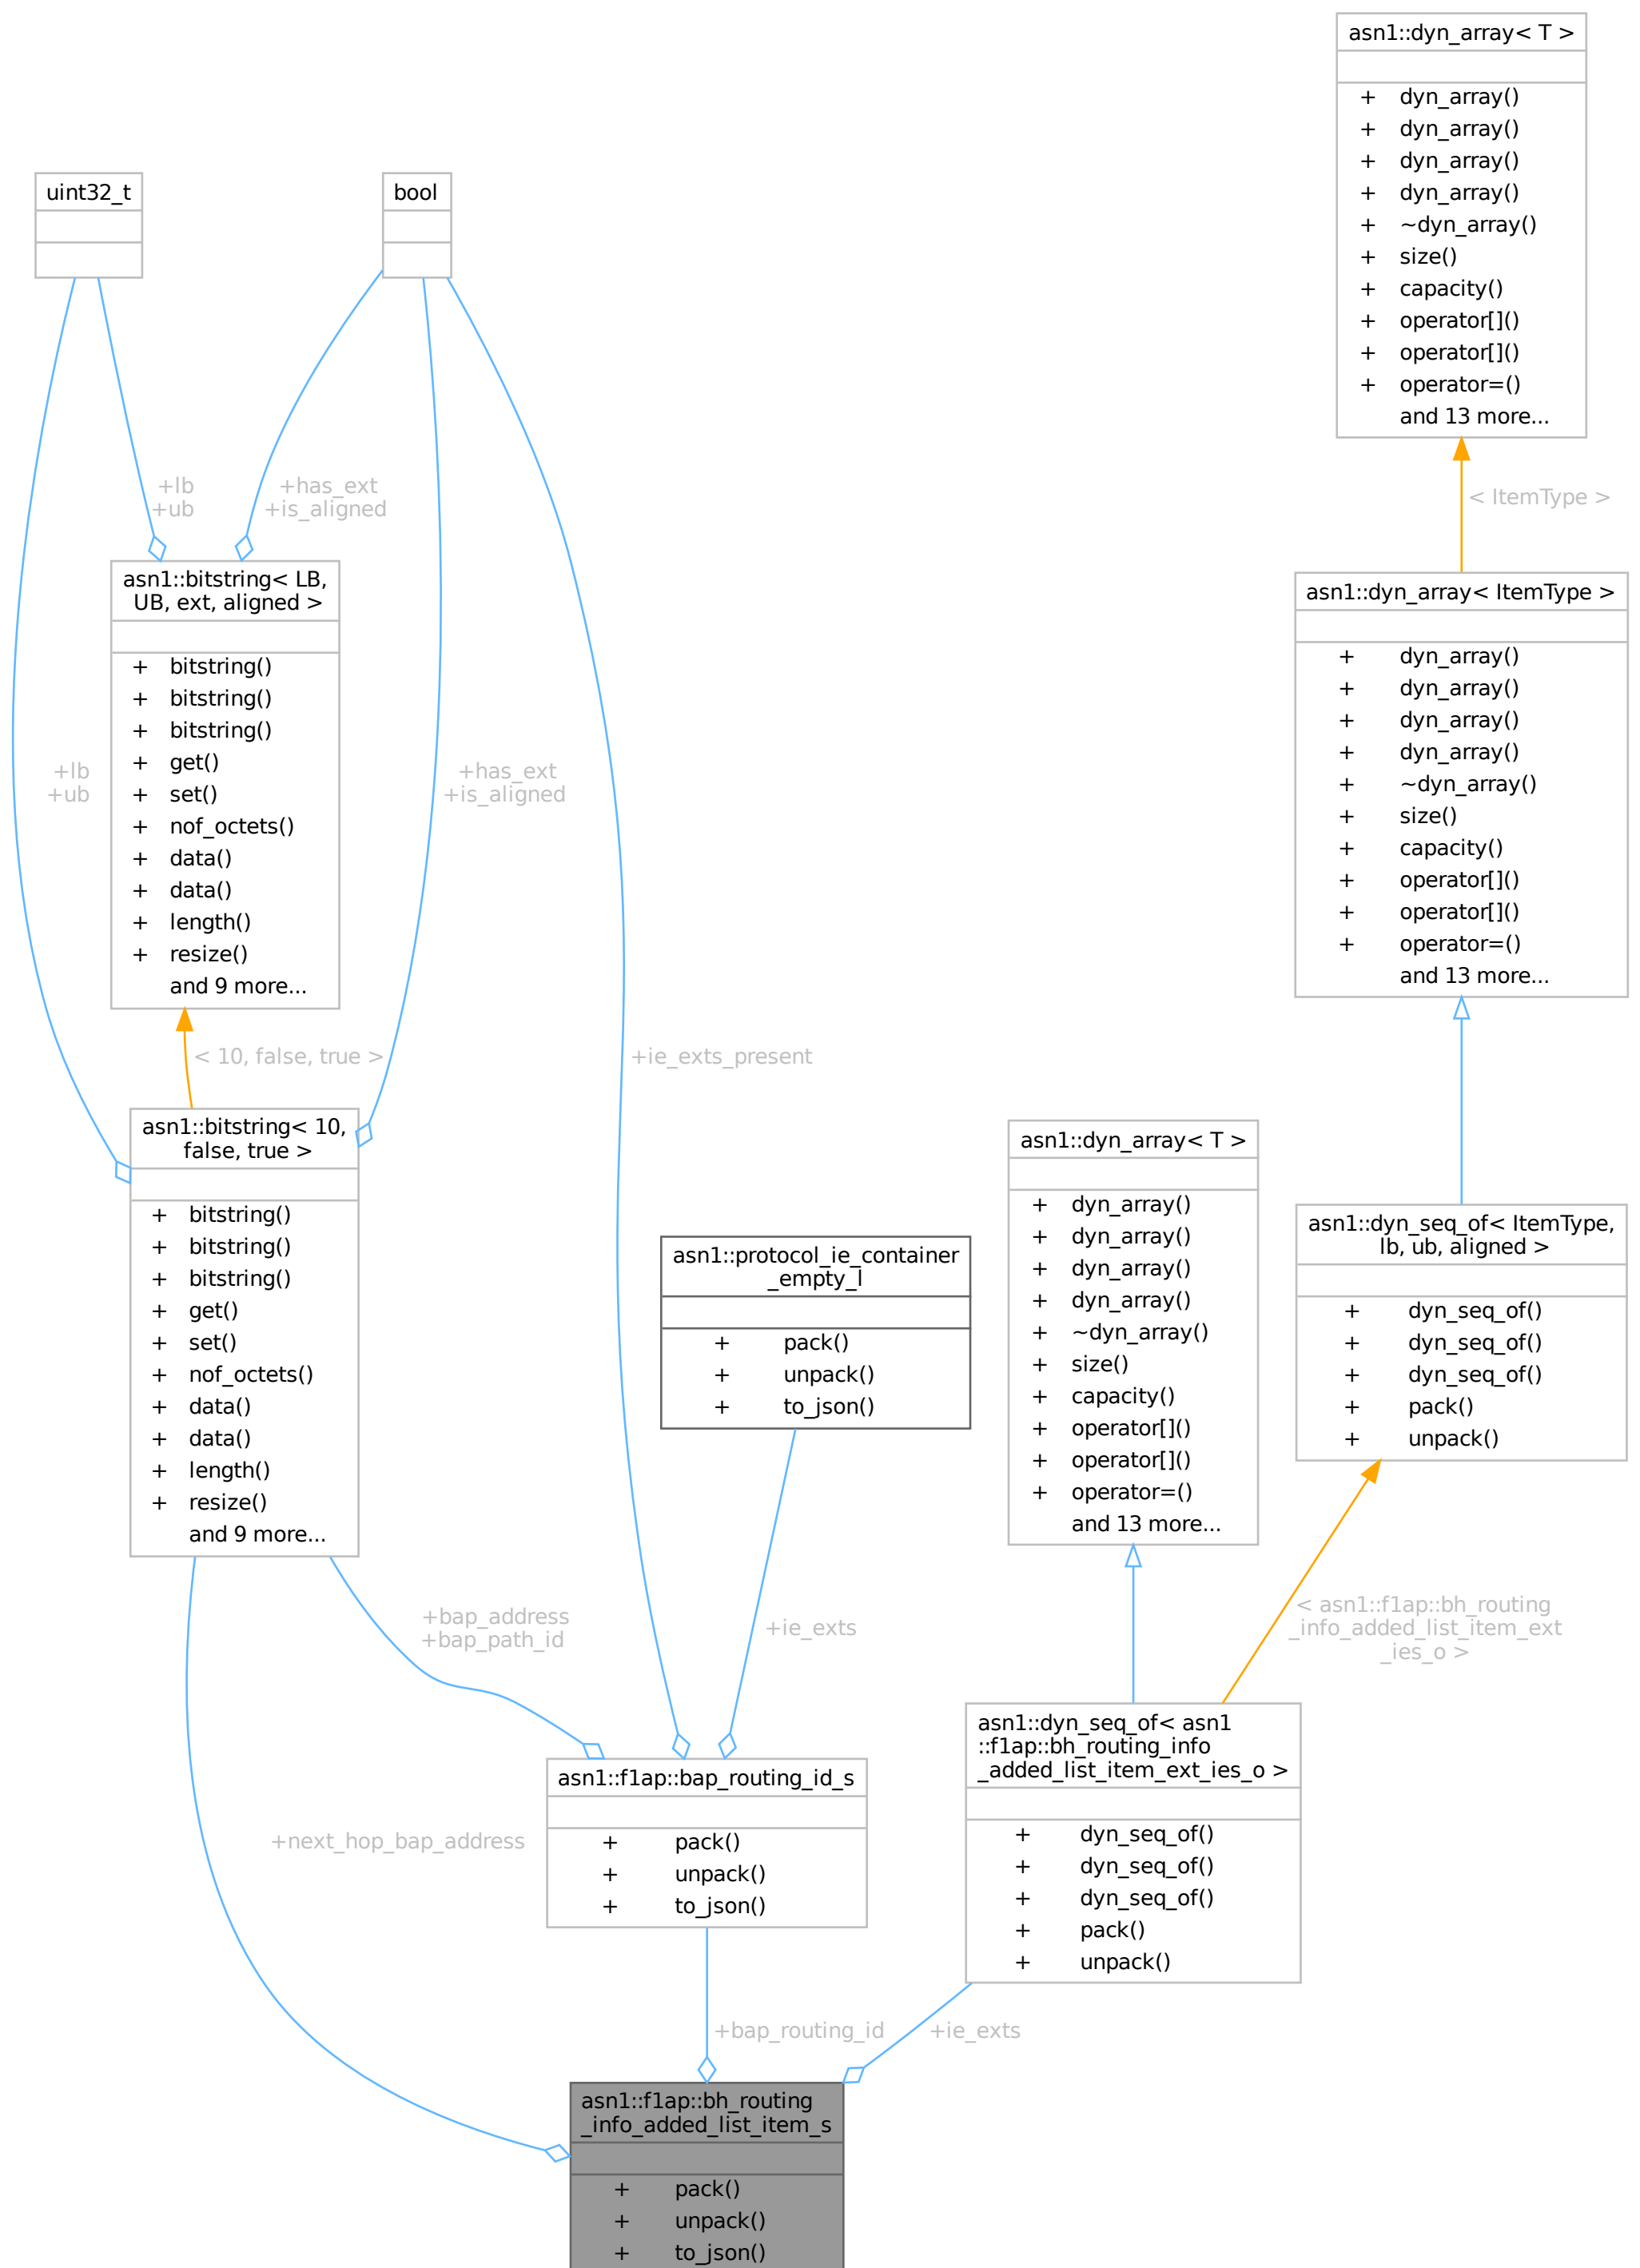 asn1::dyn_array< T >
+ dyn_array()
+ dyn_array()
+ dyn_array()
+ dyn_array()
+ ~dyn_array()
+ size()
+ capacity()
+ operator[]()
+ operator[]()
+ operator=()
and 13 more...
uint32_t
bool
< ItemType >
+lb
+ub
+has_ext
+is_aligned
asn1::bitstring< LB,
UB, ext, aligned >
+ bitstring()
+ bitstring()
+ bitstring()
+ get()
+ set()
+ nof_octets()
+ data()
+ data()
+ length()
+ resize()
and 9 more...
asn1::dyn_array< ItemType >
+ dyn_array()
+ dyn_array()
+ dyn_array()
+ dyn_array()
+ ~dyn_array()
+ size()
+ capacity()
+ operator[]()
+ operator[]()
+ operator=()
and 13 more...
+lb
+ub
+has_ext
+is_aligned
< 10, false, true >
+ie_exts_present
asn1::bitstring< 10,
false, true >
+ bitstring()
+ bitstring()
+ bitstring()
+ get()
+ set()
+ nof_octets()
+ data()
+ data()
+ length()
+ resize()
and 9 more...
asn1::protocol_ie_container
_empty_l
+ pack()
+ unpack()
+ to_json()
asn1::dyn_array< T >
+ dyn_array()
+ dyn_array()
+ dyn_array()
+ dyn_array()
+ ~dyn_array()
+ size()
+ capacity()
+ operator[]()
+ operator[]()
+ operator=()
and 13 more...
asn1::dyn_seq_of< ItemType,
lb, ub, aligned >
+ dyn_seq_of()
+ dyn_seq_of()
+ dyn_seq_of()
+ pack()
+ unpack()
+bap_address
+bap_path_id
+ie_exts
< asn1::f1ap::bh_routing
_info_added_list_item_ext
_ies_o >
asn1::f1ap::bap_routing_id_s
+ pack()
+ unpack()
+ to_json()
asn1::dyn_seq_of< asn1
::f1ap::bh_routing_info
_added_list_item_ext_ies_o >
+ dyn_seq_of()
+ dyn_seq_of()
+ dyn_seq_of()
+ pack()
+ unpack()
+next_hop_bap_address
+bap_routing_id
+ie_exts
asn1::f1ap::bh_routing
_info_added_list_item_s
+ pack()
+ unpack()
+ to_json()